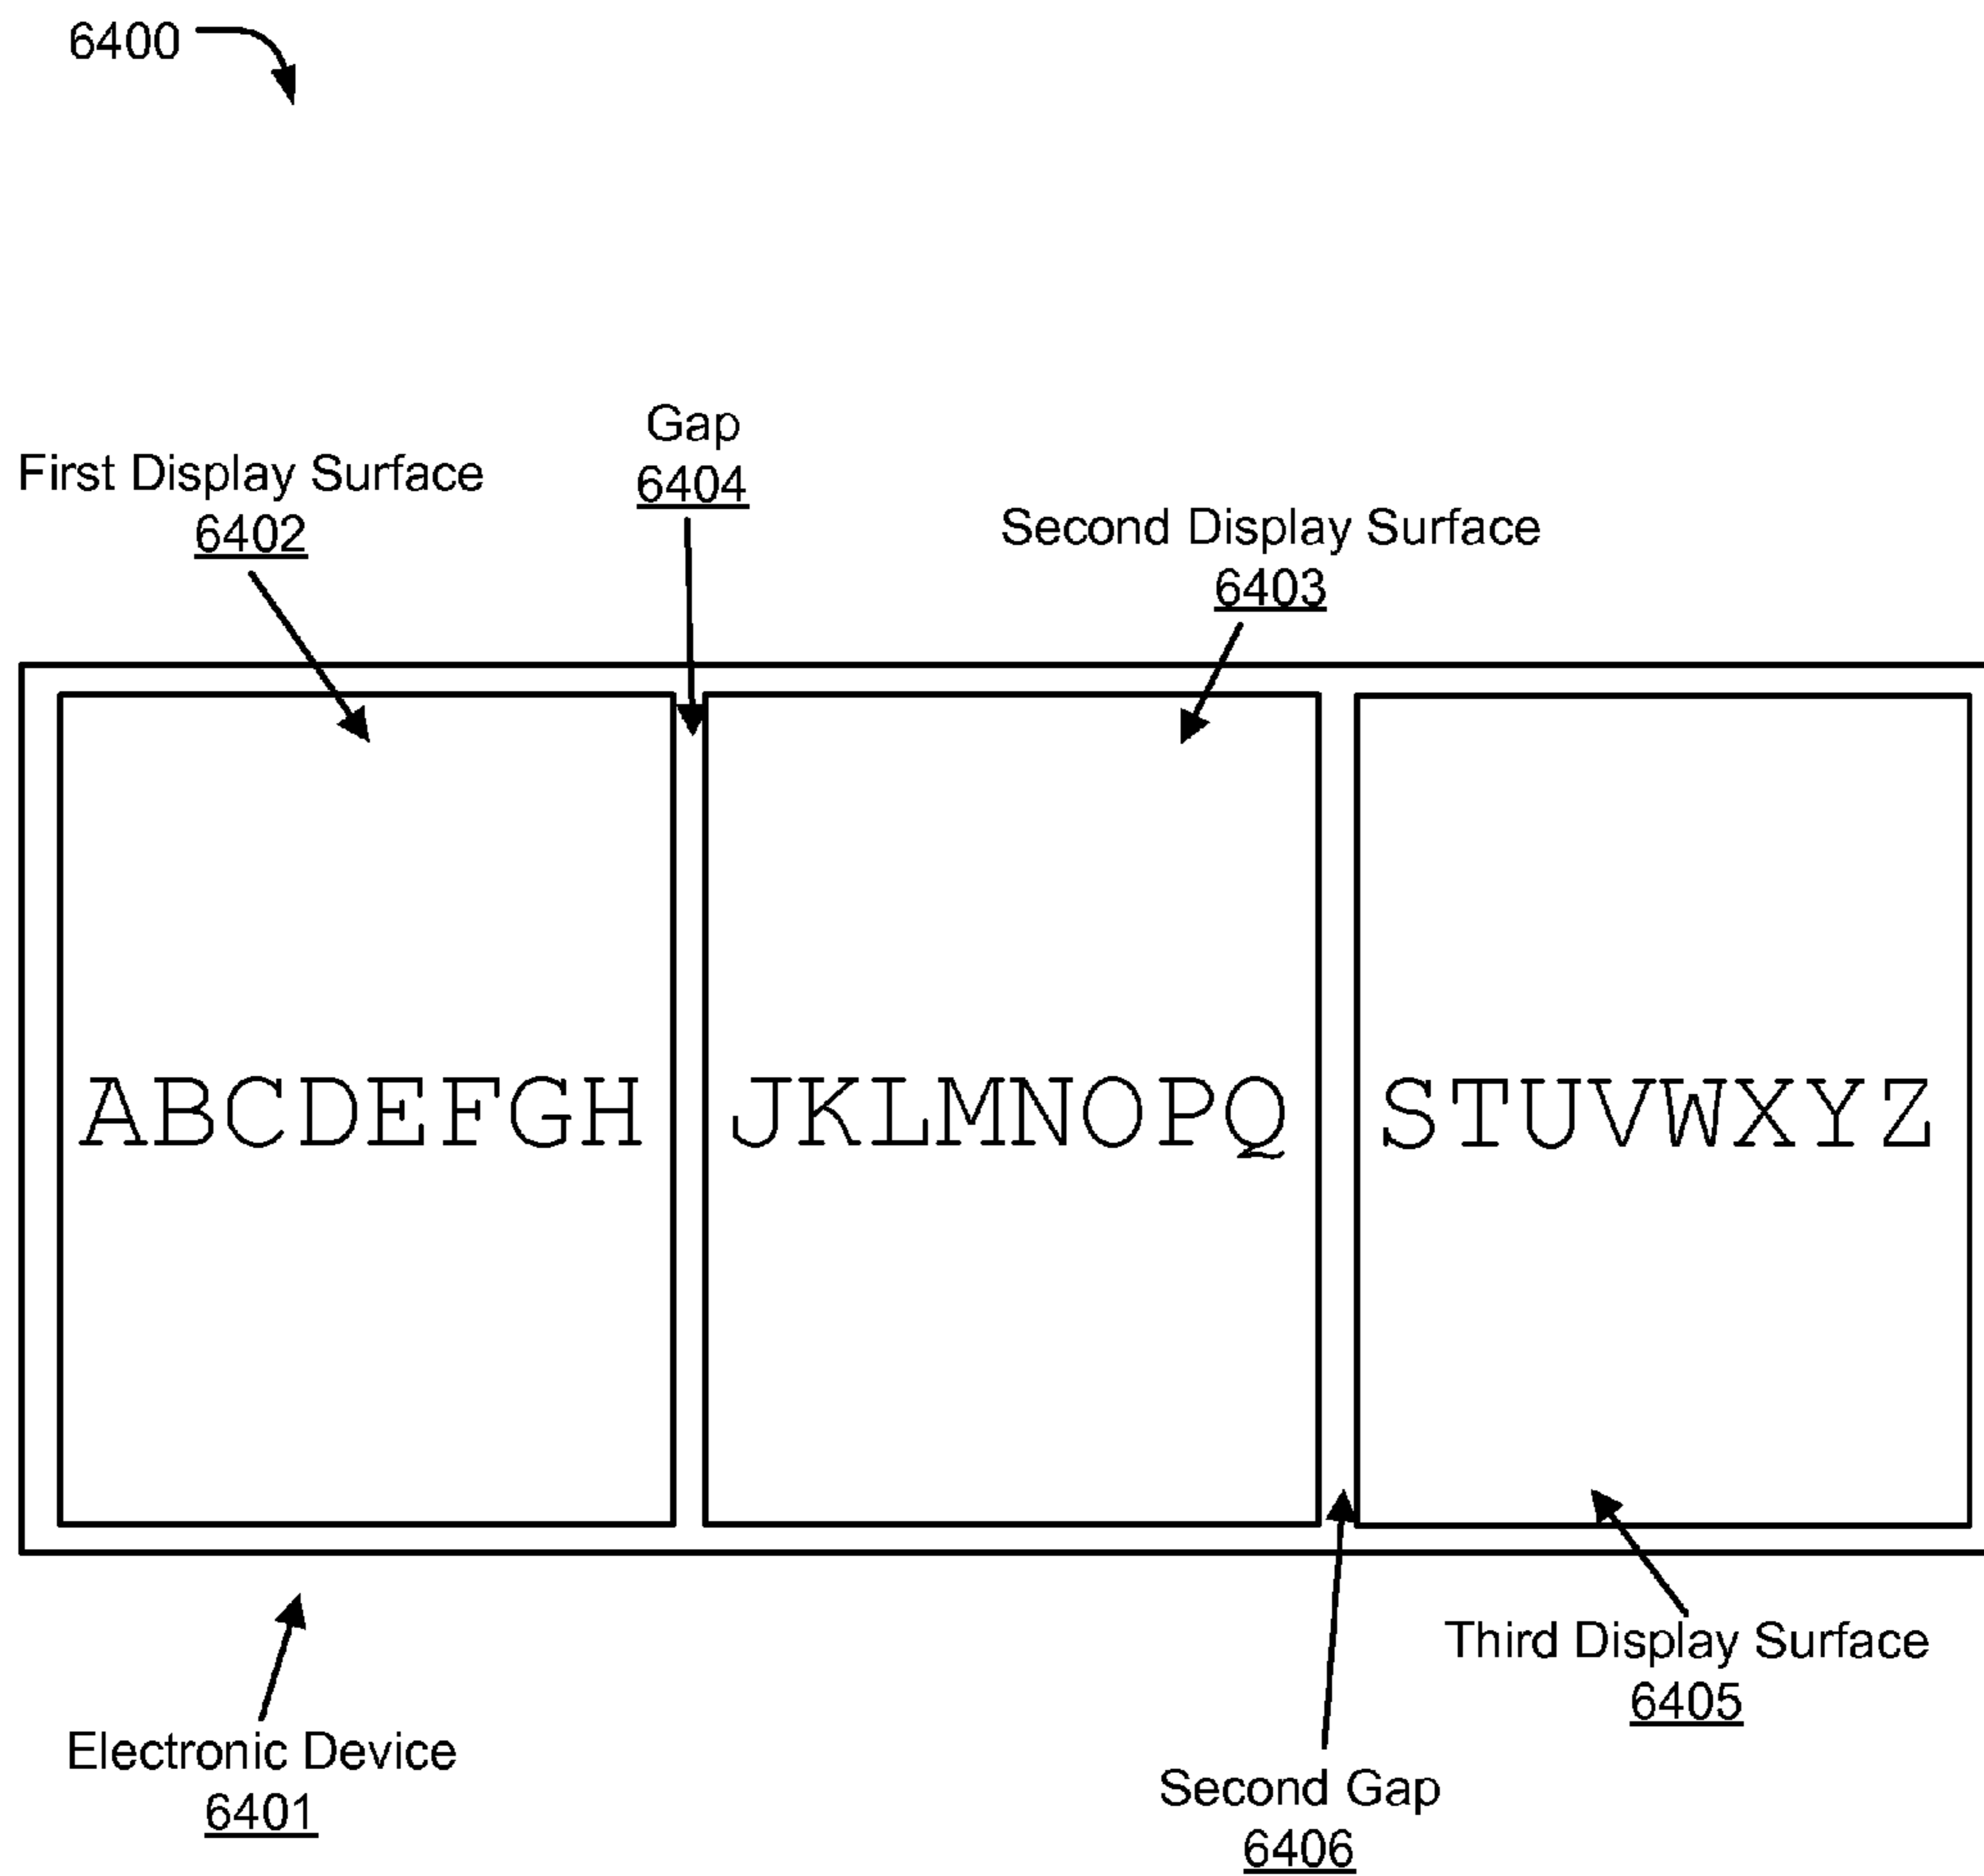 6400
Gap
6404
First Display Surface
6402
Second Display Surface
6403
ABCDEFGH JKLMNOPQ STUVWXYZ
Third Display Surface
6405
Electronic Device
6401
Second Gap
6406